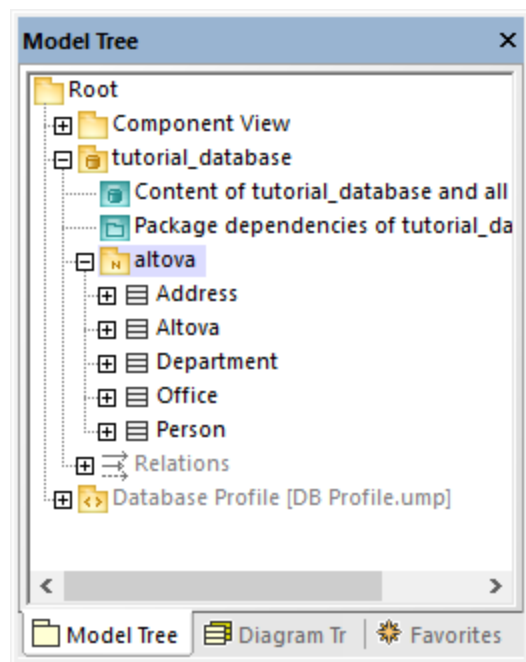 Model Tree
Root
Component View
tutorial_database
Content of tutorial_database and all
Package dependencies of tutorial_da
altova
Address
Altova
Department
Office
Person
Relations
Database Profile [DB Profile.ump]
Model Tree Diagram Tr Favorites